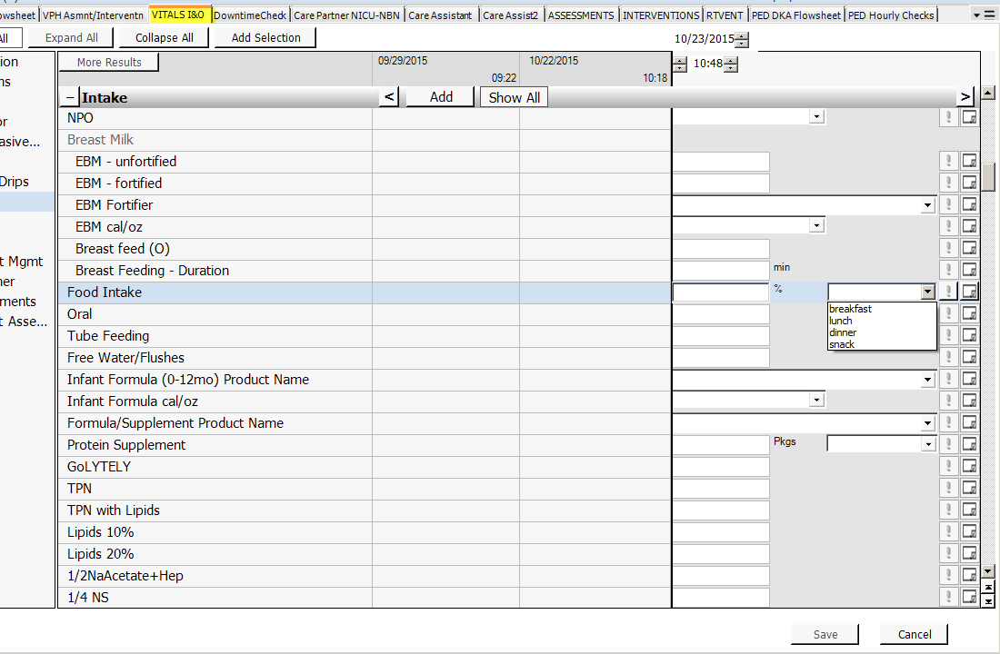 owsheet VPH Asmnt/Interventn VITALS I&O DowntimeCheck Care Partner NICU-NBN Care Assistant Care Assist2 ASSESSMENTS INTERVENTIONS RTVENT PED DKA Flowsheet PED Hourly Checks
All Expand All Collapse All Add Selection 10/23/2015
ion More Results 09/29/2015 10/22/2015 10:48
ns 09:22 10:18
− Intake < Add Show All >
or NPO
asive... Breast Milk
EBM - unfortified
Drips EBM - fortified
EBM Fortifier
EBM cal/oz
Breast feed (O)
t Mgmt Breast Feeding - Duration min
ner Food Intake %
ments breakfast
Oral lunch
t Asse... dinner
Tube Feeding snack
Free Water/Flushes
Infant Formula (0-12mo) Product Name
Infant Formula cal/oz
Formula/Supplement Product Name
Protein Supplement Pkgs
GoLYTELY
TPN
TPN with Lipids
Lipids 10%
Lipids 20%
1/2NaAcetate+Hep
1/4 NS
Save Cancel